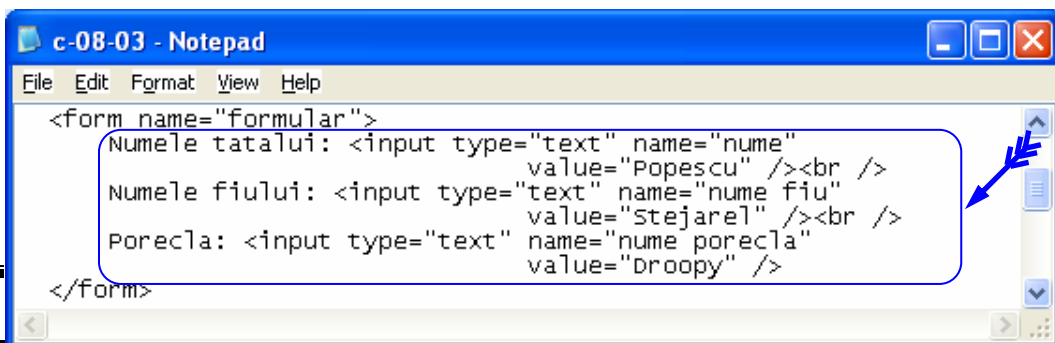 c-08-03 - Notepad
File Edit Format View Help
<form name="formular">
Numele tatalui: <input type="text" name="nume"
value="Popescu" /><br />
Numele fiului: <input type="text" name="nume fiu"
value="Stejarel" /><br />
Porecla: <input type="text" name="nume porecla"
value="Droopy" />
</form>